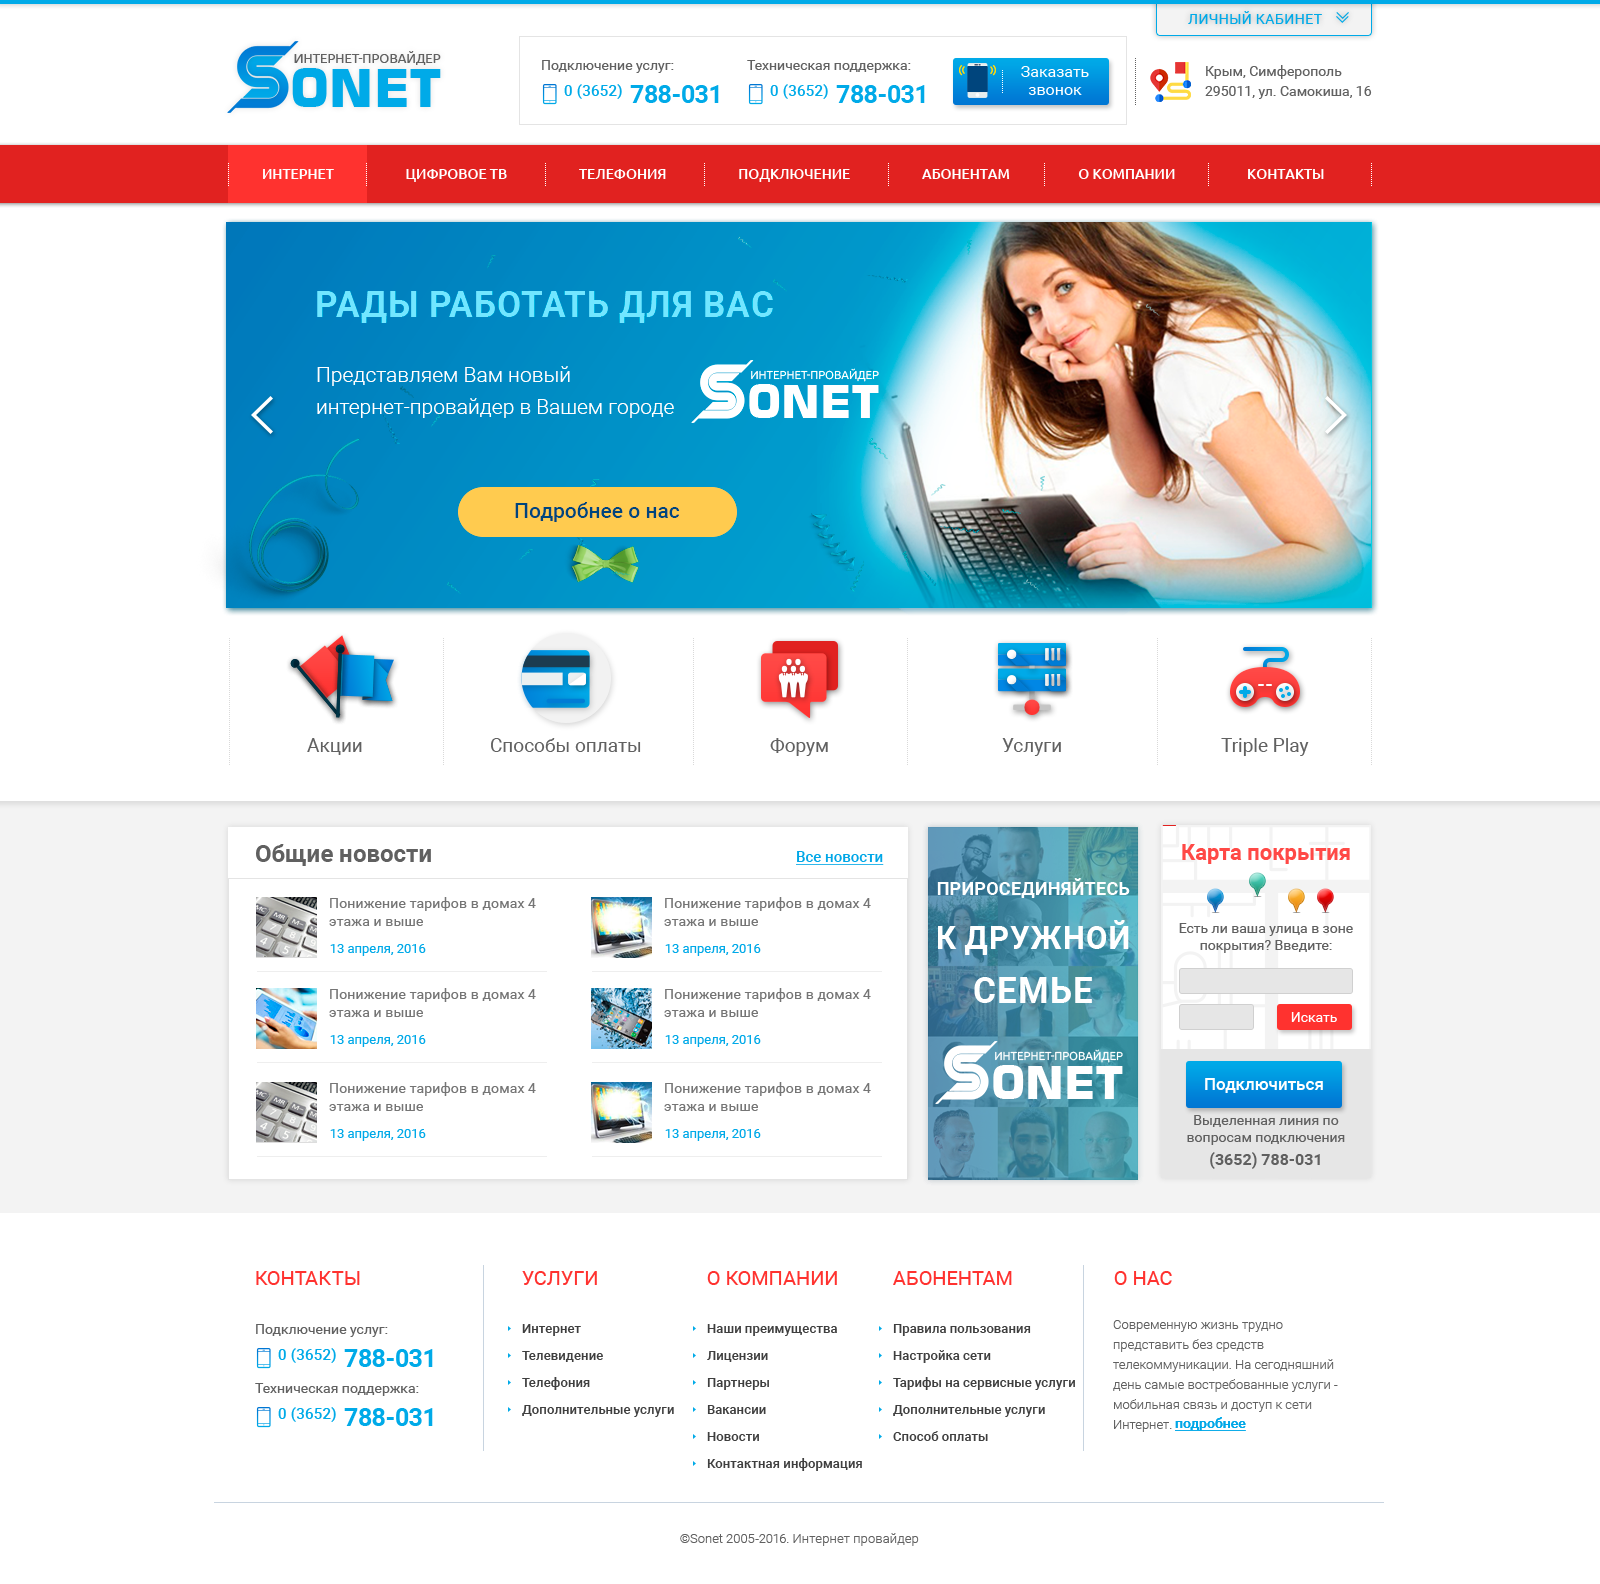 ЛИЧНЫЙ КАБИНЕТ
ИНТЕРНЕТ-ПРОВАЙДЕР
SONET
Подключение услуг:
0 (3652) 788-031
Техническая поддержка:
0 (3652) 788-031
Заказать
звонок
Крым, Симферополь
295011, ул. Самокиша, 16
ИНТЕРНЕТ
ЦИФРОВОЕ ТВ
ТЕЛЕФОНИЯ
ПОДКЛЮЧЕНИЕ
АБОНЕНТАМ
О КОМПАНИИ
КОНТАКТЫ
РАДЫ РАБОТАТЬ ДЛЯ ВАС
Представляем Вам новый
интернет-провайдер в Вашем городе
ИНТЕРНЕТ-ПРОВАЙДЕР
SONET
Подробнее о нас
Акции
Способы оплаты
Форум
Услуги
Triple Play
Общие новости
Все новости
Понижение тарифов в домах 4
этажа и выше
13 апреля, 2016
Понижение тарифов в домах 4
этажа и выше
13 апреля, 2016
Понижение тарифов в домах 4
этажа и выше
13 апреля, 2016
Понижение тарифов в домах 4
этажа и выше
13 апреля, 2016
Понижение тарифов в домах 4
этажа и выше
13 апреля, 2016
Понижение тарифов в домах 4
этажа и выше
13 апреля, 2016
ПРИРОСЕДИНЯЙТЕСЬ
К ДРУЖНОЙ
СЕМЬЕ
ИНТЕРНЕТ-ПРОВАЙДЕР
SONET
Карта покрытия
Есть ли ваша улица в зоне
покрытия? Введите:
Искать
Подключиться
Выделенная линия по
вопросам подключения
(3652) 788-031
КОНТАКТЫ
Подключение услуг:
0 (3652) 788-031
Техническая поддержка:
0 (3652) 788-031
УСЛУГИ
Интернет
Телевидение
Телефония
Дополнительные услуги
О КОМПАНИИ
Наши преимущества
Лицензии
Партнеры
Вакансии
Новости
Контактная информация
АБОНЕНТАМ
Правила пользования
Настройка сети
Тарифы на сервисные услуги
Дополнительные услуги
Способ оплаты
О НАС
Современную жизнь трудно
представить без средств
телекоммуникации. На сегодняшний
день самые востребованные услуги -
мобильная связь и доступ к сети
Интернет. подробнее
©Sonet 2005-2016. Интернет провайдер